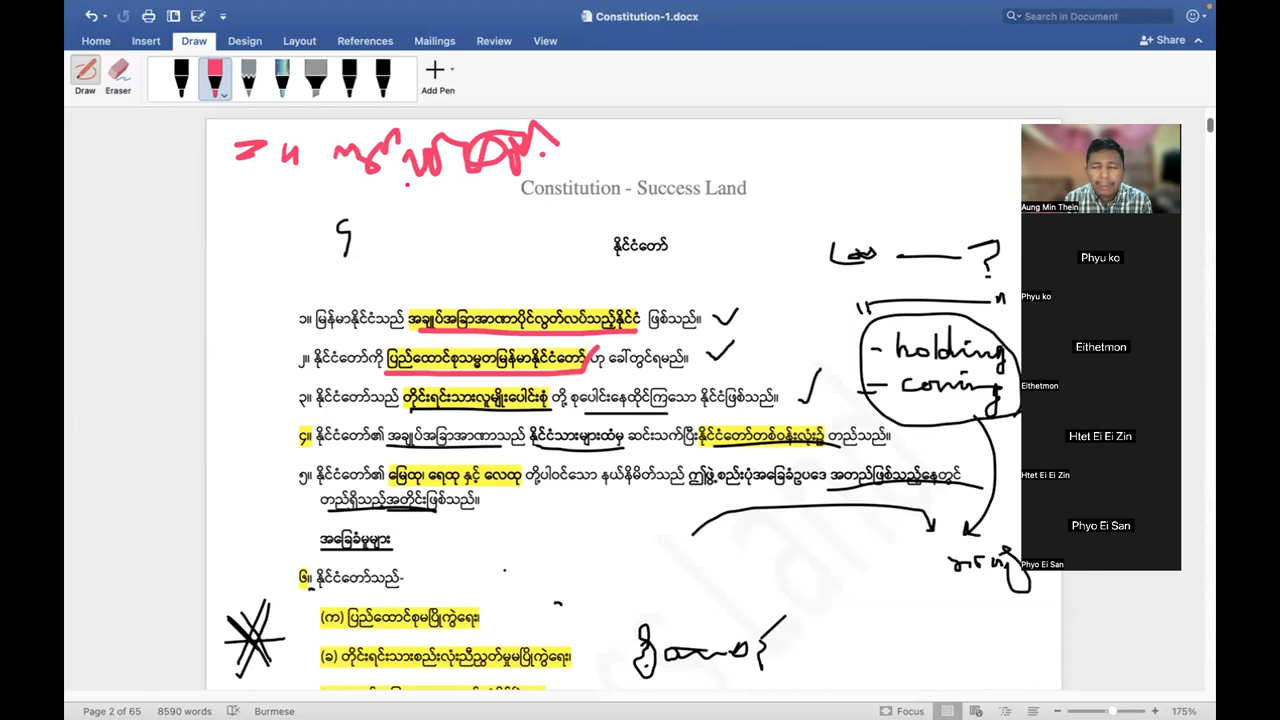 Constitution-1.docx
Search in Document
Home Insert Draw Design Layout References Mailings Review View
Share
Draw Eraser Add Pen
Constitution - Success Land
နိုင်ငံတော်
၁။ မြန်မာနိုင်ငံသည် အချုပ်အခြာအာဏာပိုင်လွတ်လပ်သည့်နိုင်ငံ ဖြစ်သည်။
၂။ နိုင်ငံတော်ကို ပြည်ထောင်စုသမ္မတမြန်မာနိုင်ငံတော် ဟု ခေါ်တွင်ရမည်။
၃။ နိုင်ငံတော်သည် တိုင်းရင်းသားလူမျိုးပေါင်းစုံ တို့ စုပေါင်းနေထိုင်ကြသော နိုင်ငံဖြစ်သည်။
၄။ နိုင်ငံတော်၏ အချုပ်အခြာအာဏာသည် နိုင်ငံသားများထံမှ ဆင်းသက်ပြီး နိုင်ငံတော်တစ်ဝန်းလုံး၌ တည်သည်။
၅။ နိုင်ငံတော်၏ မြေထု၊ ရေထု နှင့် လေထု တို့ပါဝင်သော နယ်နိမိတ်သည် ဤဖွဲ့စည်းပုံအခြေခံဥပဒေ အတည်ဖြစ်သည့်နေ့တွင်
တည်ရှိသည့်အတိုင်းဖြစ်သည်။
အခြေခံမူများ
၆။ နိုင်ငံတော်သည်-
(က) ပြည်ထောင်စုမပြိုကွဲရေး၊
(ခ) တိုင်းရင်းသားစည်းလုံးညီညွတ်မှုမပြိုကွဲရေး၊
?
- holding
Aung Min Thein
Phyu ko
Phyu ko
Eithetmon
Eithetmon
Htet Ei Ei Zin
Htet Ei Ei Zin
Phyo Ei San
Phyo Ei San
Page 2 of 65 8590 words Burmese Focus 175%